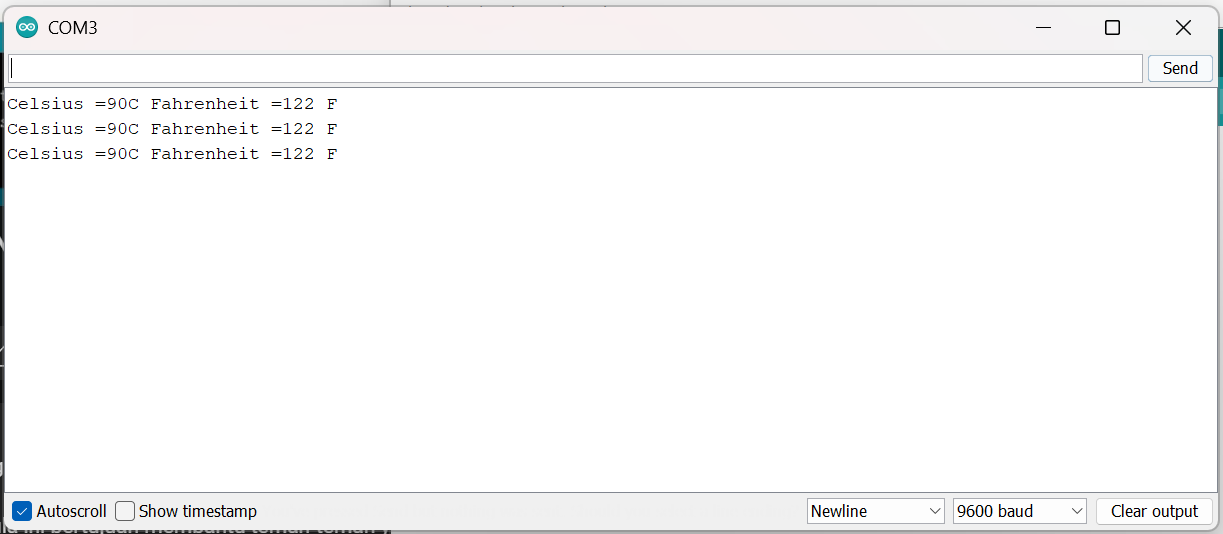 COM3
Send
Celsius =90C Fahrenheit =122 F
Celsius =90C Fahrenheit =122 F
Celsius =90C Fahrenheit =122 F
Autoscroll
Show timestamp
Newline
9600 baud
Clear output